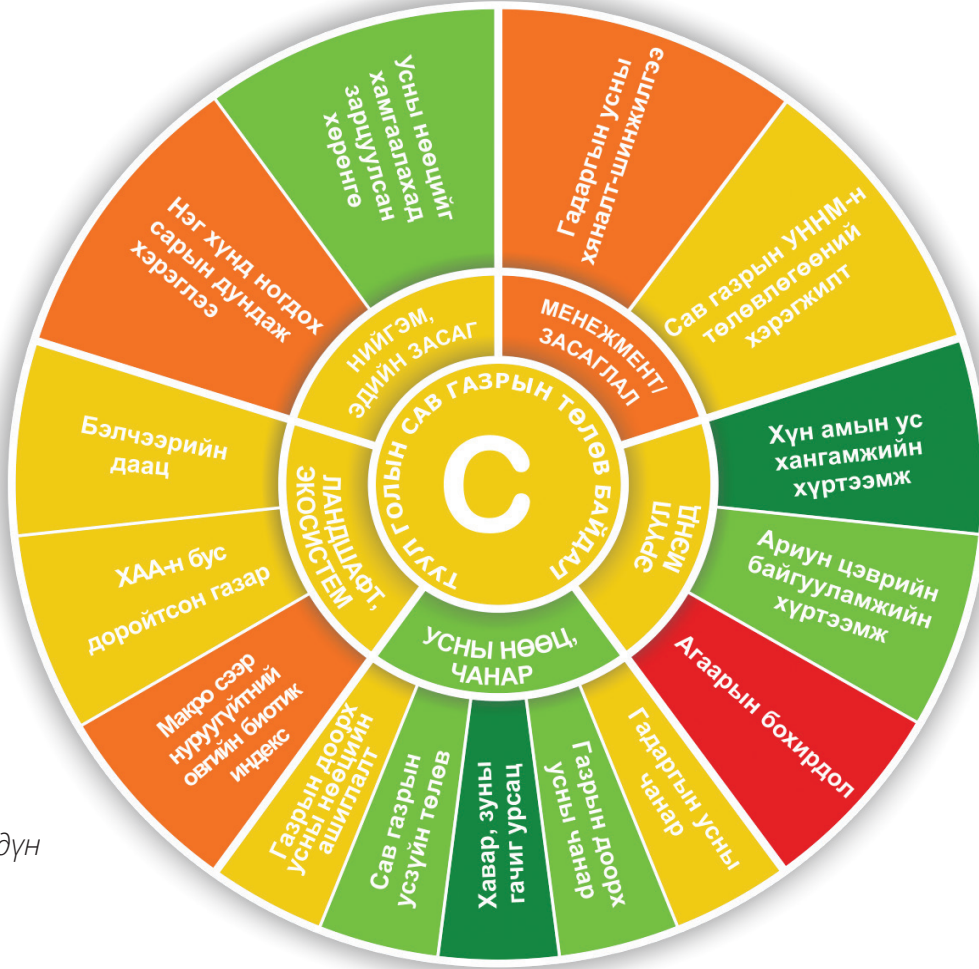 ТУУЛ ГОЛЫН САВ ГАЗРЫН ТӨЛӨВ БАЙДАЛ
C
МЕНЕЖМЕНТ/
ЗАСАГЛАЛ
ЭРҮҮЛ
МЭНД
УСНЫ НӨӨЦ,
ЧАНАР
ЛАНДШАФТ,
ЭКОСИСТЕМ
НИЙГЭМ,
ЭДИЙН ЗАСАГ
Гадаргын усны
хяналт-шинжилгээ
Сав газрын УННМ-н
төлөвлөгөөний
хэрэгжилт
Хүн амын ус
хангамжийн
хүртээмж
Ариун цэврийн
байгууламжийн
хүртээмж
Агаарын бохирдол
Гадаргын усны
чанар
Газрын доорх
усны чанар
Хавар, зуны
гачиг урсац
Сав газрын
усзүйн төлөв
Газрын доорх
усны нөөцийн
ашиглалт
Макро сээр
нуруугүйтний
овгийн биотик
индекс
ХАА-н бус
доройтсон газар
Бэлчээрийн
даац
Нэг хүнд ногдох
сарын дундаж
хэрэглээ
Усны нөөцийг
хамгаалахад
зарцуулсан
хөрөнгө
дүн